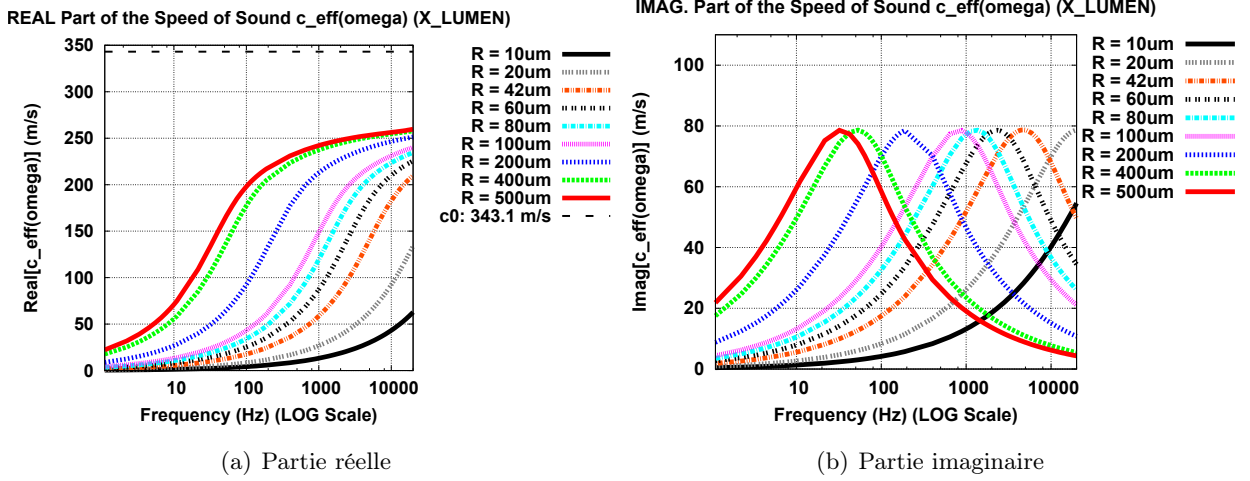 REAL Part of the Speed of Sound c_eff(omega) (X_LUMEN)
Real[c_eff(omega)] (m/s)
350
300
250
200
150
100
50
0
10
100
1000
10000
Frequency (Hz) (LOG Scale)
R = 10um
R = 20um
R = 42um
R = 60um
R = 80um
R = 100um
R = 200um
R = 400um
R = 500um
c0: 343.1 m/s
(a) Partie réelle
IMAG. Part of the Speed of Sound c_eff(omega) (X_LUMEN)
Imag[c_eff(omega)] (m/s)
100
80
60
40
20
0
10
100
1000
10000
Frequency (Hz) (LOG Scale)
R = 10um
R = 20um
R = 42um
R = 60um
R = 80um
R = 100um
R = 200um
R = 400um
R = 500um
(b) Partie imaginaire